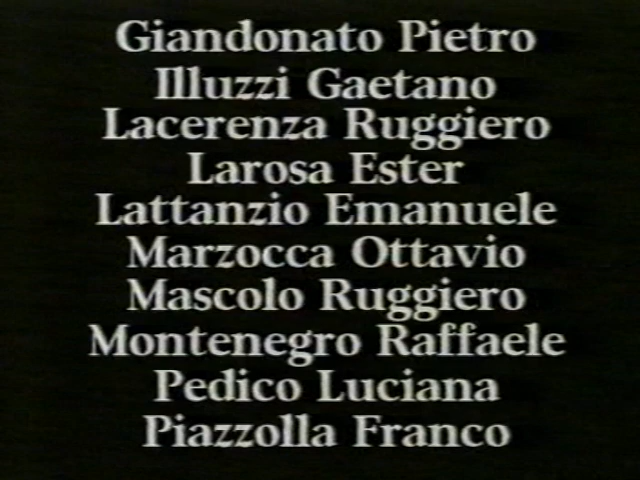 Giandonato Pietro
Illuzzi Gaetano
Lacerenza Ruggiero
Larosa Ester
Lattanzio Emanuele
Marzocca Ottavio
Mascolo Ruggiero
Montenegro Raffaele
Pedico Luciana
Piazzolla Franco